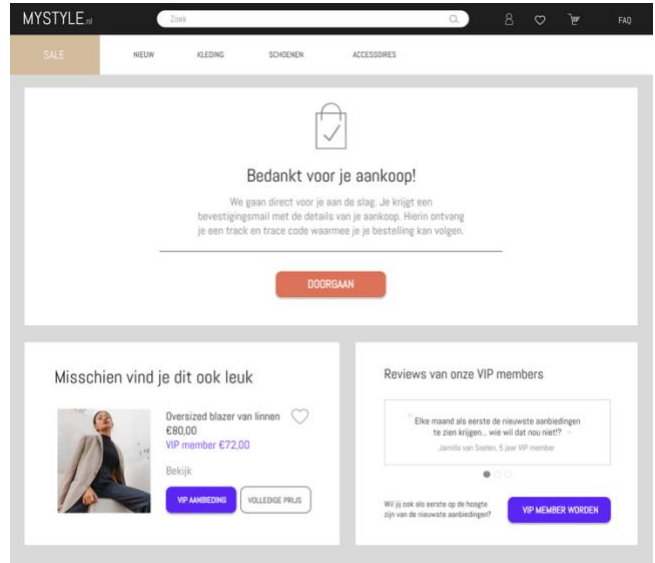 MYSTYLE.nl
Zoek
FAQ
SALE
NIEUW
KLEDING
SCHOENEN
ACCESSOIRES
Bedankt voor je aankoop!
We gaan direct voor je aan de slag. Je krijgt een
bevestigingsmail met de details van je aankoop. Hierin ontvang
je een track en trace code waarmee je je bestelling kan volgen.
DOORGAAN
Misschien vind je dit ook leuk
Oversized blazer van linnen
€80,00
VIP member €72,00
Bekijk
VIP AANBIEDING
VOLLEDIGE PRIJS
Reviews van onze VIP members
" Elke maand als eerste de nieuwste aanbiedingen
te zien krijgen... wie wil dat nou niet!? "
Jamilla van Soelen, 5 jaar VIP member
Wil jij ook als eerste op de hoogte
zijn van de nieuwste aanbiedingen?
VIP MEMBER WORDEN